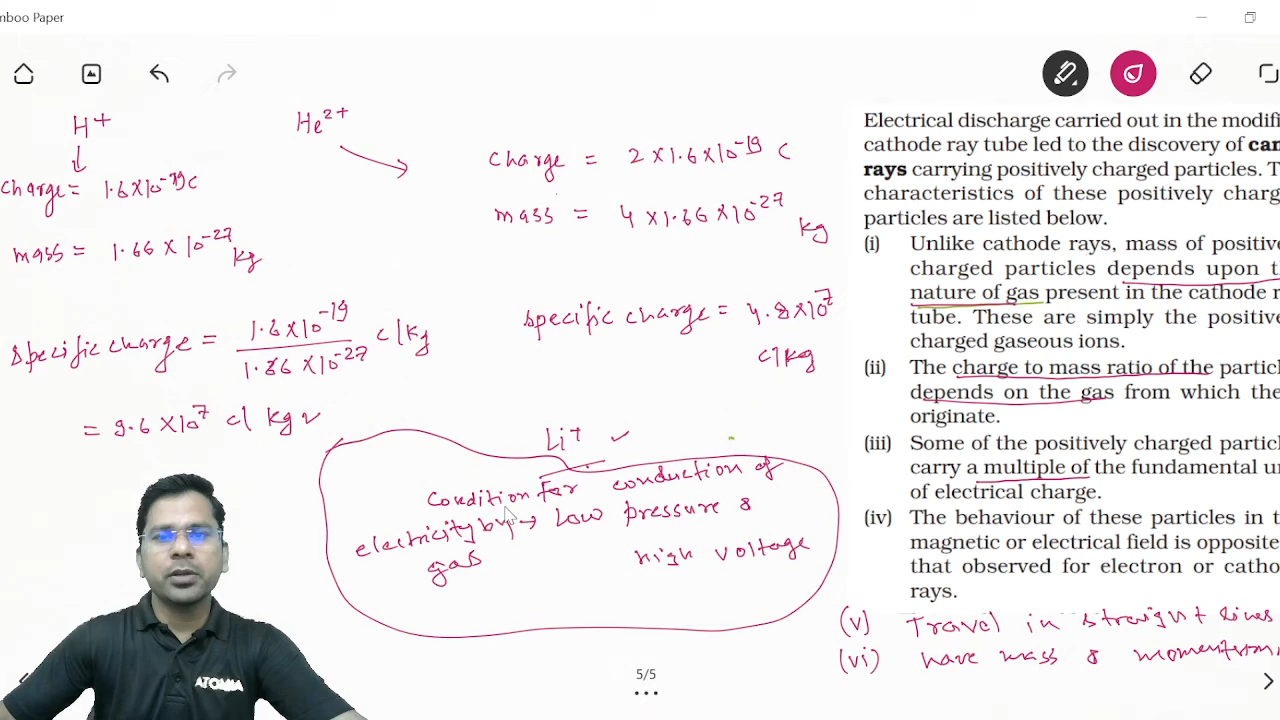 mboo Paper
H+
He2+
charge = 1.6×10-19c
mass = 1.66 × 10-27 kg
charge = 2 ×1.6×10-19 C
mass = 4 ×1.66 ×10-27 kg
specific charge = 1.6×10-19 / 1.66 ×10-27 c/kg
= 9.6 ×107 c/ kg
specific charge = 4.8×107 c/kg
Li+
condition for conduction of
electricity by → Low pressure &
gas high voltage
Electrical discharge carried out in the modifi
cathode ray tube led to the discovery of can
rays carrying positively charged particles. T
characteristics of these positively charg
particles are listed below.
(i) Unlike cathode rays, mass of positive
charged particles depends upon t
nature of gas present in the cathode r
tube. These are simply the positive
charged gaseous ions.
(ii) The charge to mass ratio of the partic
depends on the gas from which the
originate.
(iii) Some of the positively charged partic
carry a multiple of the fundamental u
of electrical charge.
(iv) The behaviour of these particles in t
magnetic or electrical field is opposite
that observed for electron or catho
rays.
(v) Travel in straight lines
(vi) have mass & momentum
5/5
ATOMIA